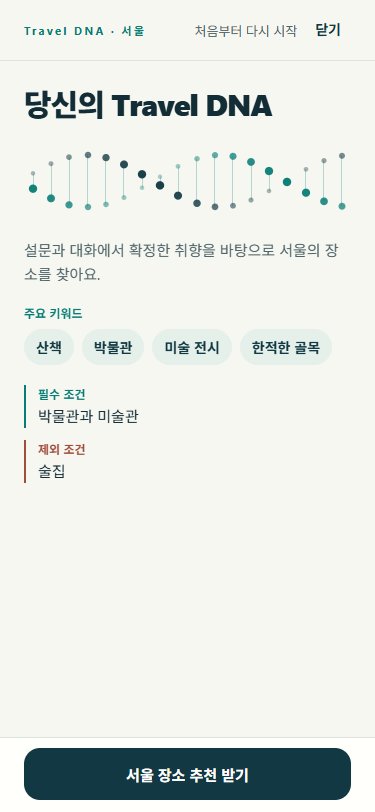 Travel DNA · 서울
처음부터 다시 시작
닫기
당신의 Travel DNA
설문과 대화에서 확정한 취향을 바탕으로 서울의 장
소를 찾아요.
주요 키워드
산책
박물관
미술 전시
한적한 골목
필수 조건
박물관과 미술관
제외 조건
술집
서울 장소 추천 받기